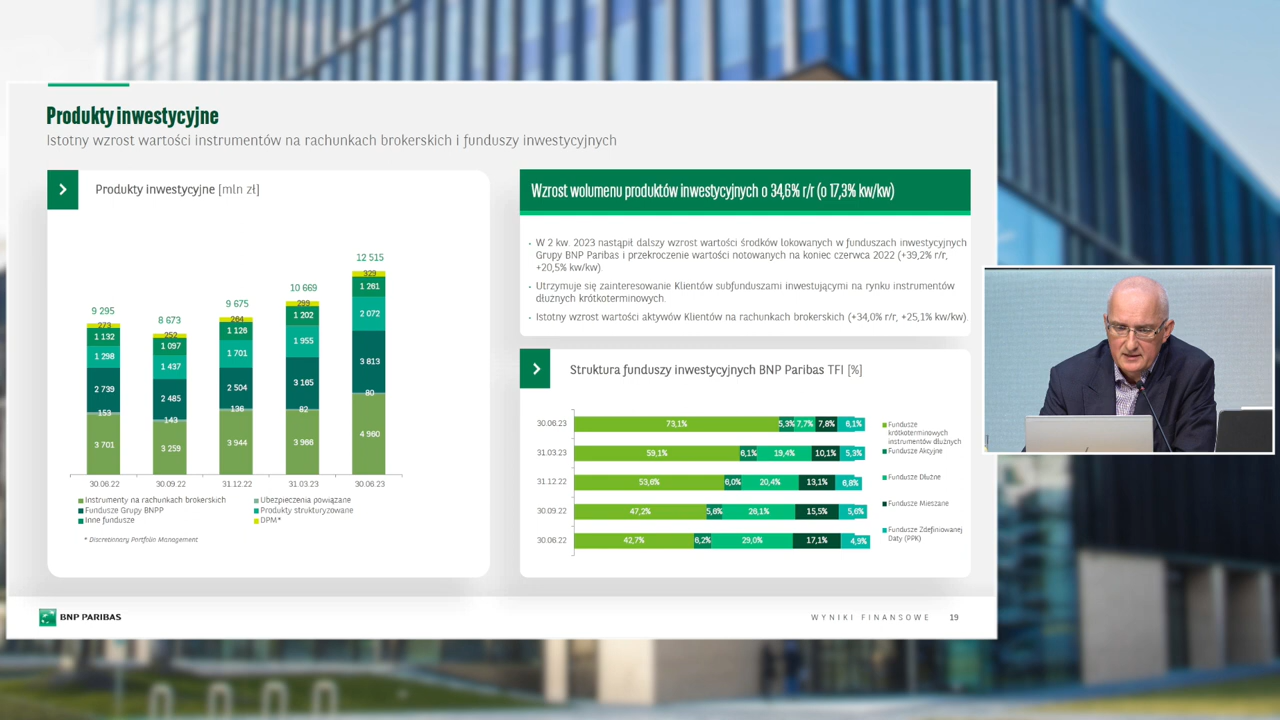 Produkty inwestycyjne
Istotny wzrost wartości instrumentów na rachunkach brokerskich i funduszy inwestycyjnych
Produkty inwestycyjne [mln zł]
12 515
10 669
9 675
9 295
8 673
273
1 132
1 298
2 739
153
3 701
252
1 097
1 437
2 485
143
3 259
264
1 126
1 701
2 504
136
3 944
299
1 202
1 955
3 165
82
3 966
329
1 261
2 072
3 813
80
4 960
30.06.22 30.09.22 31.12.22 31.03.23 30.06.23
Instrumenty na rachunkach brokerskich Ubezpieczenia powiązane
Fundusze Grupy BNPP Produkty strukturyzowane
Inne fundusze DPM*
* Discretionary Portfolio Management
Wzrost wolumenu produktów inwestycyjnych o 34,6% r/r (o 17,3% kw/kw)
• W 2 kw. 2023 nastąpił dalszy wzrost wartości środków lokowanych w funduszach inwestycyjnych
Grupy BNP Paribas i przekroczenie wartości notowanych na koniec czerwca 2022 (+39,2% r/r,
+20,5% kw/kw)
• Utrzymuje się zainteresowanie Klientów subfunduszami inwestującymi na rynku instrumentów
dłużnych krótkoterminowych.
• Istotny wzrost wartości aktywów Klientów na rachunkach brokerskich (+34,0% r/r, +25,1% kw/kw).
Struktura funduszy inwestycyjnych BNP Paribas TFI [%]
30.06.23 73,1% 5,3% 7,7% 7,8% 6,1%
31.03.23 59,1% 6,1% 19,4% 10,1% 5,3%
31.12.22 53,6% 6,0% 20,4% 13,1% 6,8%
30.09.22 47,2% 5,6% 26,1% 15,5% 5,6%
30.06.22 42,7% 6,2% 29,0% 17,1% 4,9%
Fundusze
krótkoterminowych
instrumentów dłużnych
Fundusze Akcyjne
Fundusze Dłużne
Fundusze Mieszane
Fundusze Zdefiniowanej
Daty (PPK)
BNP PARIBAS
WYNIKI FINANSOWE 19